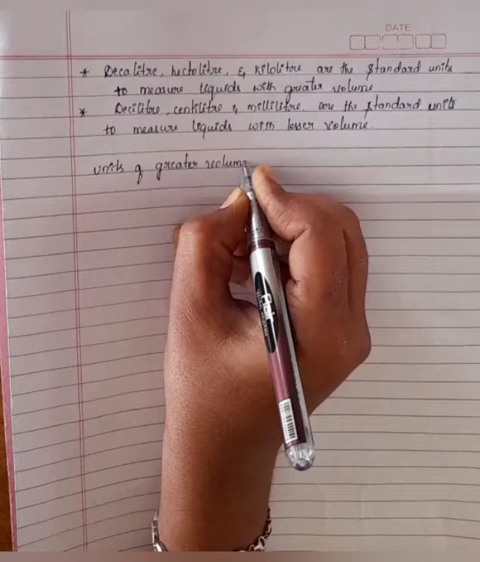 DATE
* Decalitre, hectolitre, & kilolitre are the standard units
to measure liquids with greater volume
* Decilitre, centilitre & millilitre are the standard units
to measure liquids with lesser volume.
units of greater volume
Flair